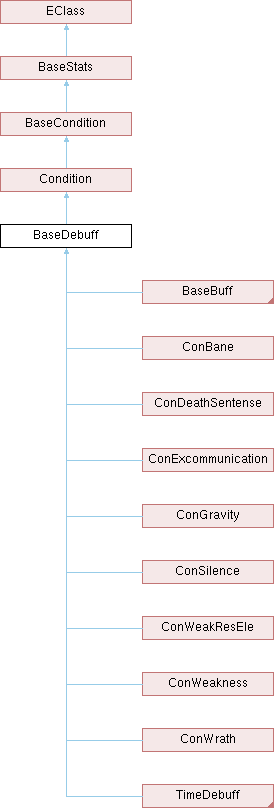 EClass
BaseStats
BaseCondition
Condition
BaseDebuff
BaseBuff
ConBane
ConDeathSentense
ConExcommunication
ConGravity
ConSilence
ConWeakResEle
ConWeakness
ConWrath
TimeDebuff